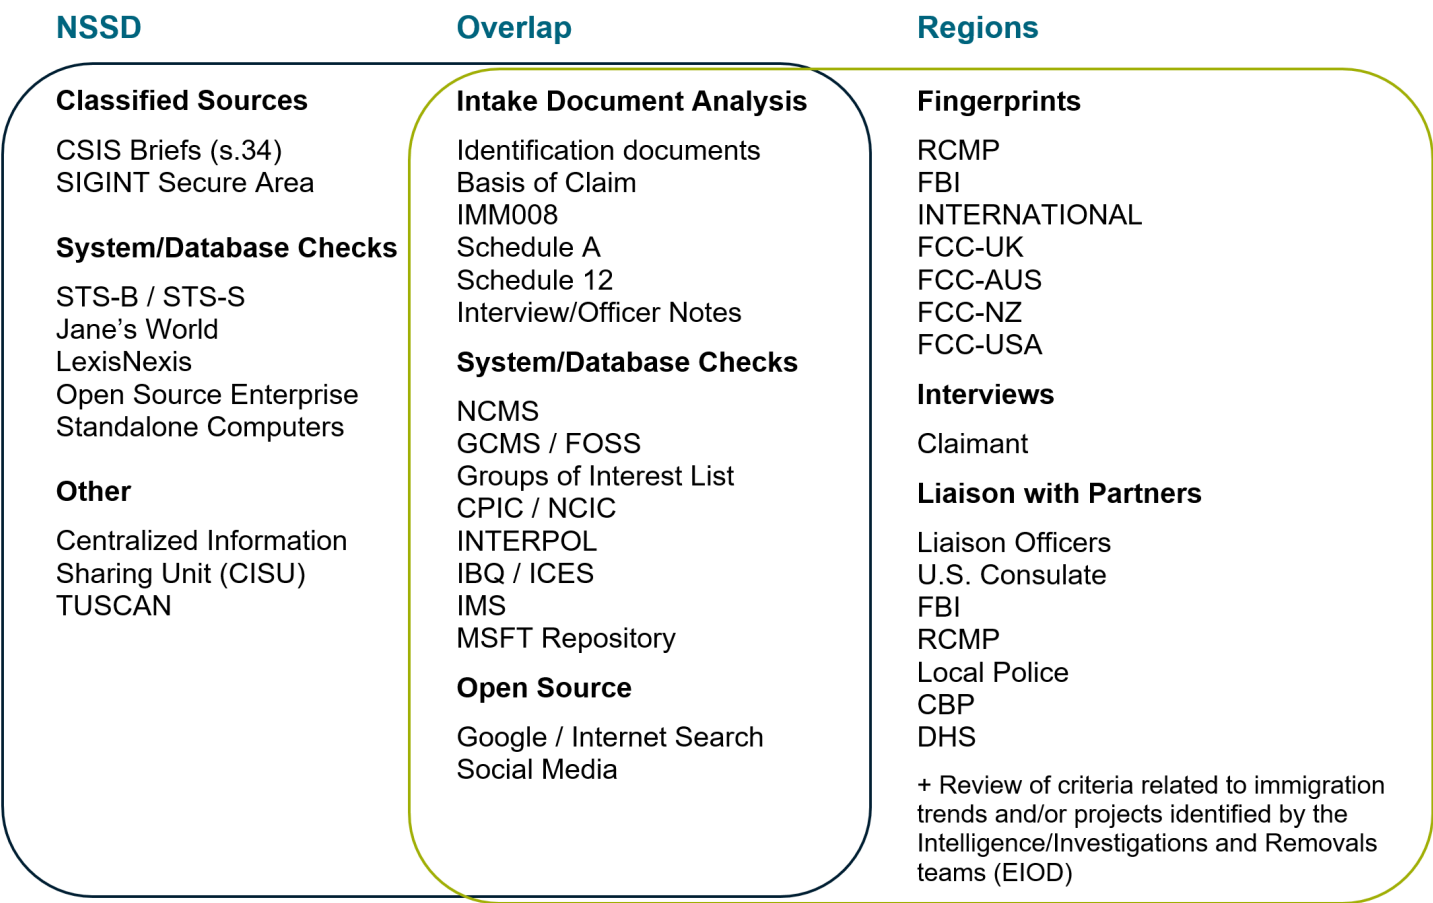 NSSD
Classified Sources
CSIS Briefs (s.34)
SIGINT Secure Area
System/Database Checks
STS-B / STS-S
Jane’s World
LexisNexis
Open Source Enterprise
Standalone Computers
Other
Centralized Information
Sharing Unit (CISU)
TUSCAN
Overlap
Intake Document Analysis
Identification documents
Basis of Claim
IMM008
Schedule A
Schedule 12
Interview/Officer Notes
System/Database Checks
NCMS
GCMS / FOSS
Groups of Interest List
CPIC / NCIC
INTERPOL
IBQ / ICES
IMS
MSFT Repository
Open Source
Google / Internet Search
Social Media
Regions
Fingerprints
RCMP
FBI
INTERNATIONAL
FCC-UK
FCC-AUS
FCC-NZ
FCC-USA
Interviews
Claimant
Liaison with Partners
Liaison Officers
U.S. Consulate
FBI
RCMP
Local Police
CBP
DHS
+ Review of criteria related to immigration
trends and/or projects identified by the
Intelligence/Investigations and Removals
teams (EIOD)